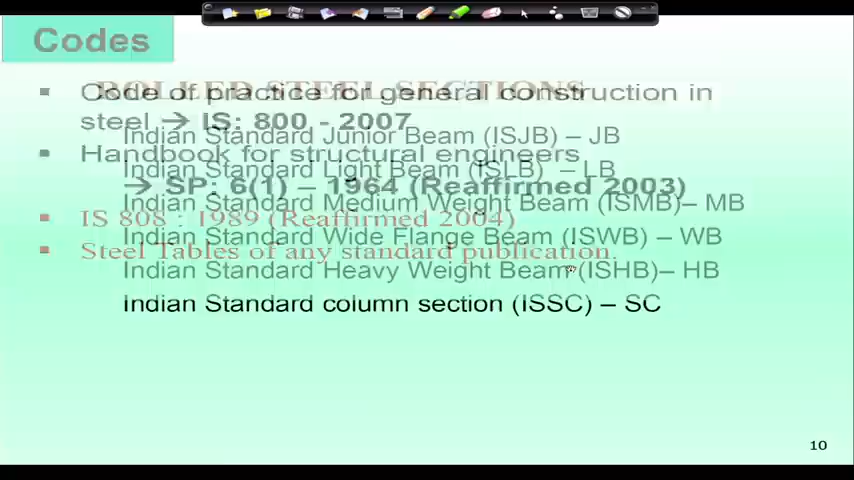 Codes
ROLLED STEEL SECTIONS
Code of practice for general construction in
steel → IS: 800 - 2007
Indian Standard Junior Beam (ISJB) – JB
Handbook for structural engineers
Indian Standard Light Beam (ISLB) – LB
→ SP: 6(1) – 1964 (Reaffirmed 2003)
Indian Standard Medium Weight Beam (ISMB)– MB
IS 808 : 1989 (Reaffirmed 2004)
Indian Standard Wide Flange Beam (ISWB) – WB
Steel Tables of any standard publication.
Indian Standard Heavy Weight Beam (ISHB)– HB
Indian Standard column section (ISSC) – SC
10